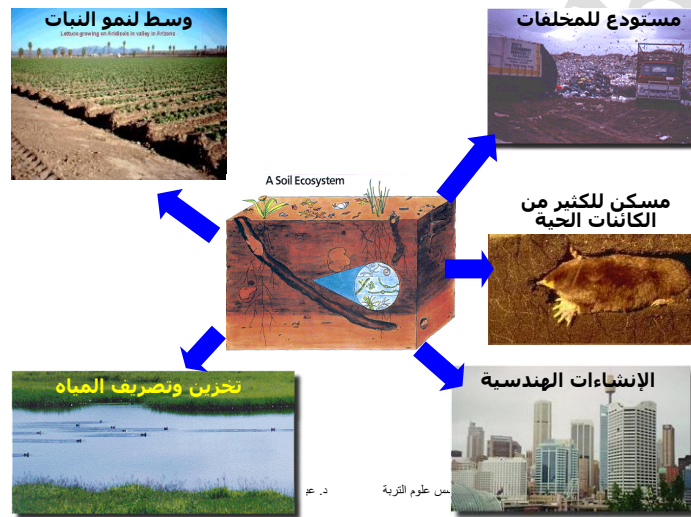 وسط لنمو النبات
Lettuce growing on Aridisols in valley in Arizona
مستودع للمخلفات
A Soil Ecosystem
مسكن للكثير من
الكائنات الحية
تخزين وتصريف المياه
الإنشاءات الهندسية
علوم التربة
د.